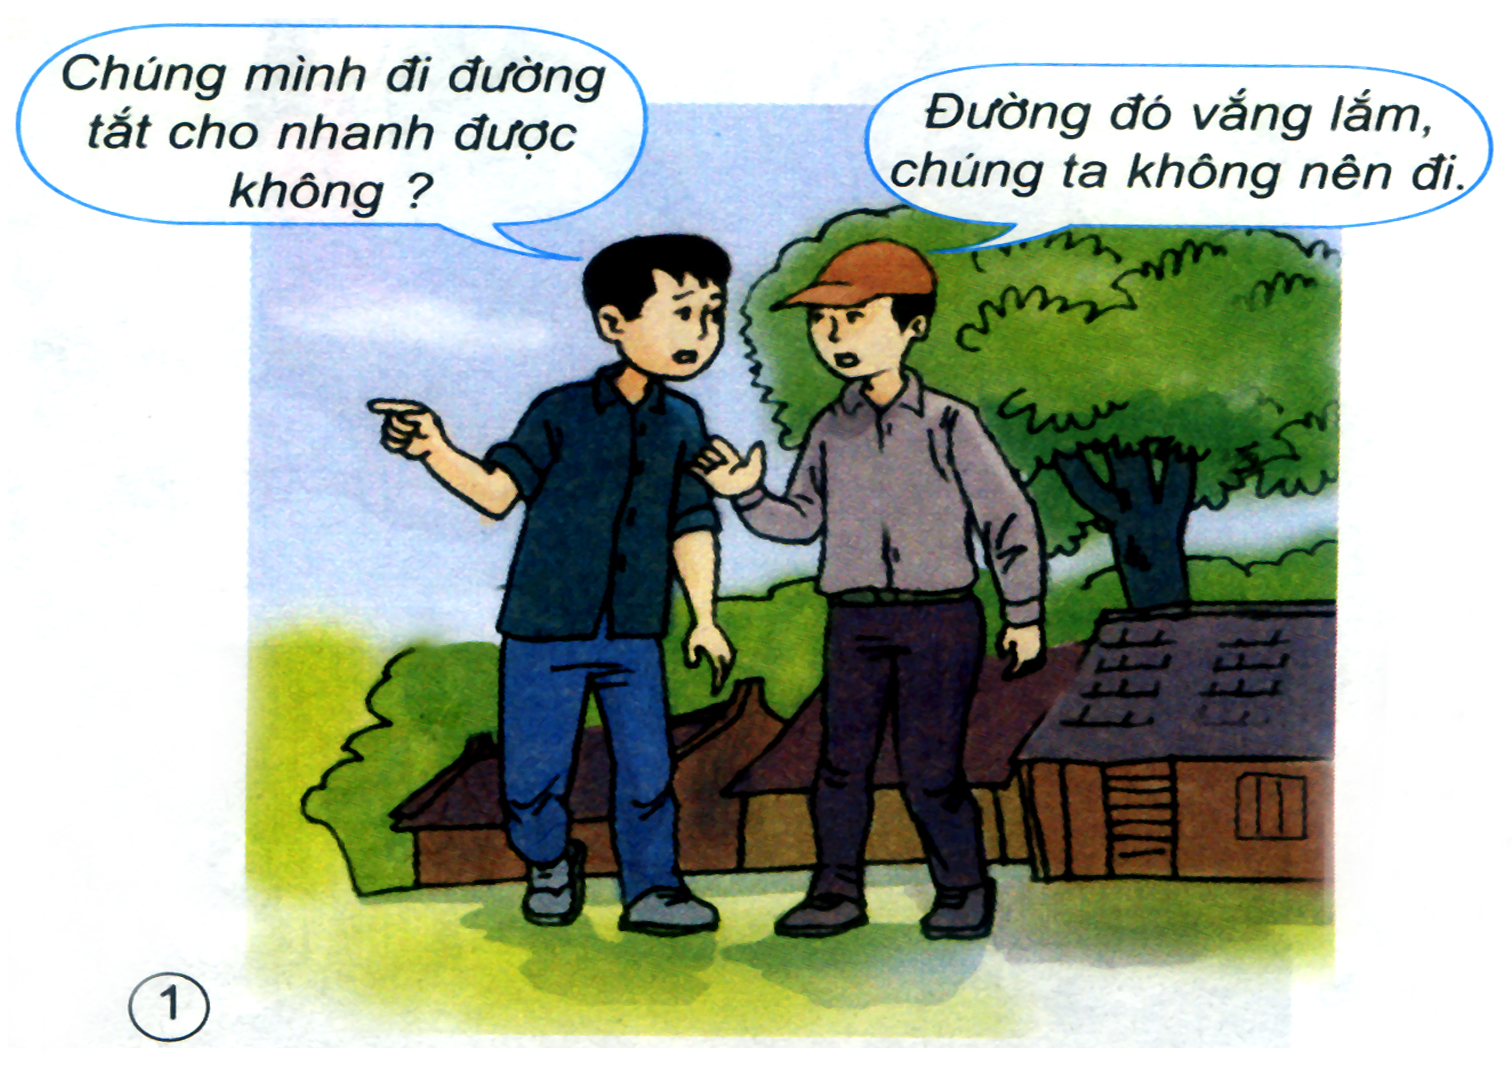 Chúng mình đi đường
tắt cho nhanh được
không ?
Đường đó vắng lắm,
chúng ta không nên đi.
1